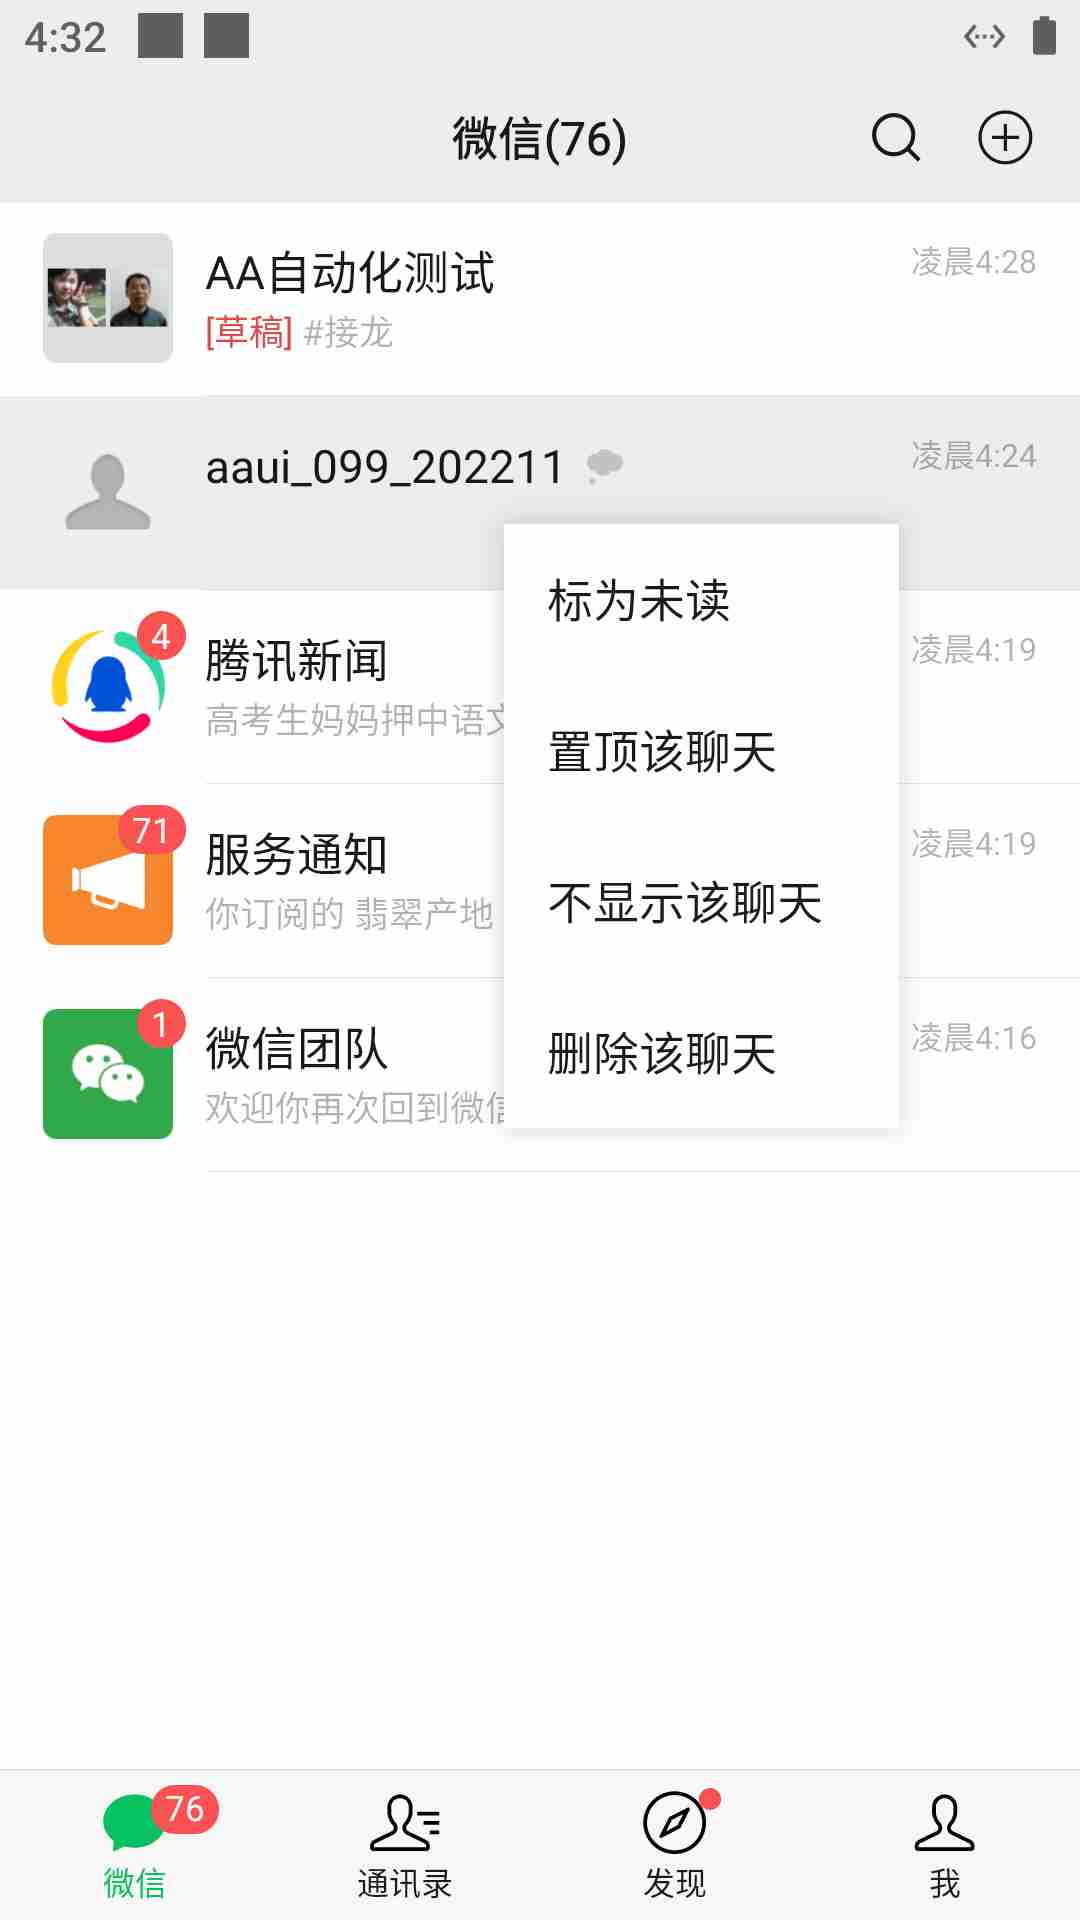 4:32
微信(76)
AA自动化测试
凌晨4:28
[草稿] #接龙
aaui_099_202211
凌晨4:24
标为未读
置顶该聊天
不显示该聊天
删除该聊天
4
腾讯新闻
凌晨4:19
高考生妈妈押中语文
71
服务通知
凌晨4:19
你订阅的 翡翠产地
1
微信团队
凌晨4:16
欢迎你再次回到微信
76
微信
通讯录
发现
我